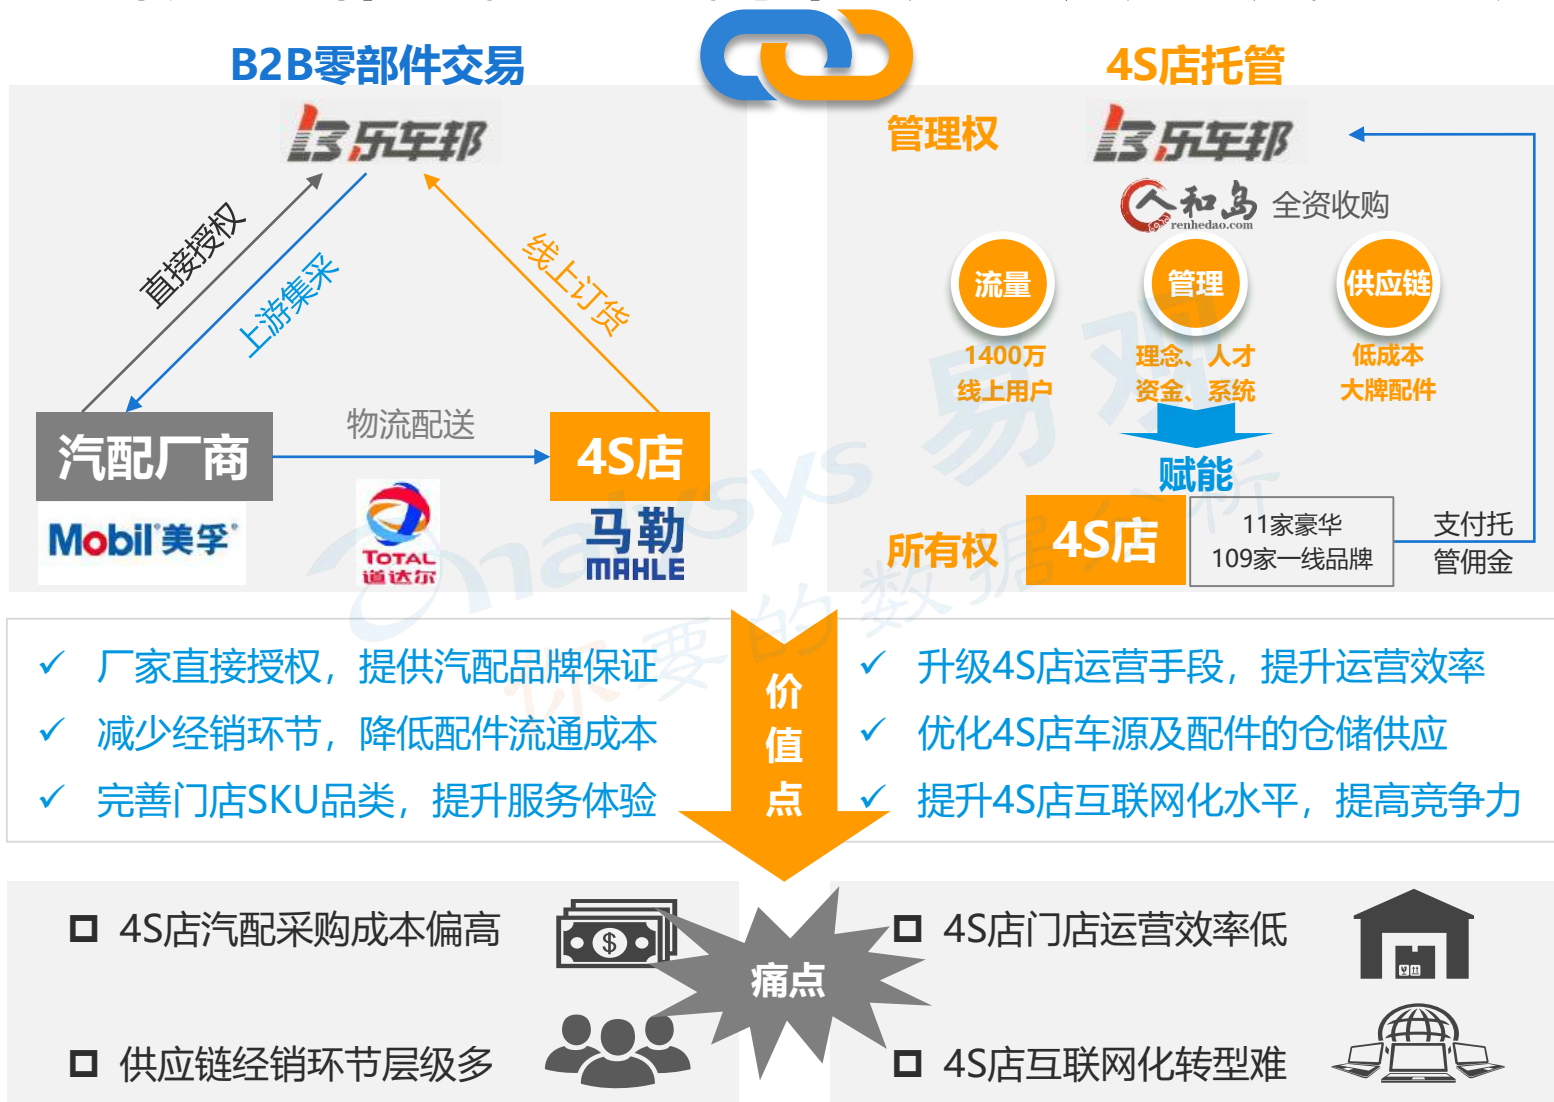 B2B零部件交易
乐车邦
直接授权
上游集采
线上订货
汽配厂商
物流配送
4S店
Mobil 美孚
TOTAL
道达尔
马勒
MAHLE
4S店托管
管理权
乐车邦
人和岛
renhedao.com
全资收购
流量
管理
供应链
1400万
线上用户
理念、人才
资金、系统
低成本
大牌配件
赋能
所有权
4S店
11家豪华
109家一线品牌
支付托
管佣金
analysys 易观
你要的数据分析
厂家直接授权，提供汽配品牌保证
减少经销环节，降低配件流通成本
完善门店SKU品类，提升服务体验
价
值
点
升级4S店运营手段，提升运营效率
优化4S店车源及配件的仓储供应
提升4S店互联网化水平，提高竞争力
4S店汽配采购成本偏高
供应链经销环节层级多
痛点
4S店门店运营效率低
4S店互联网化转型难